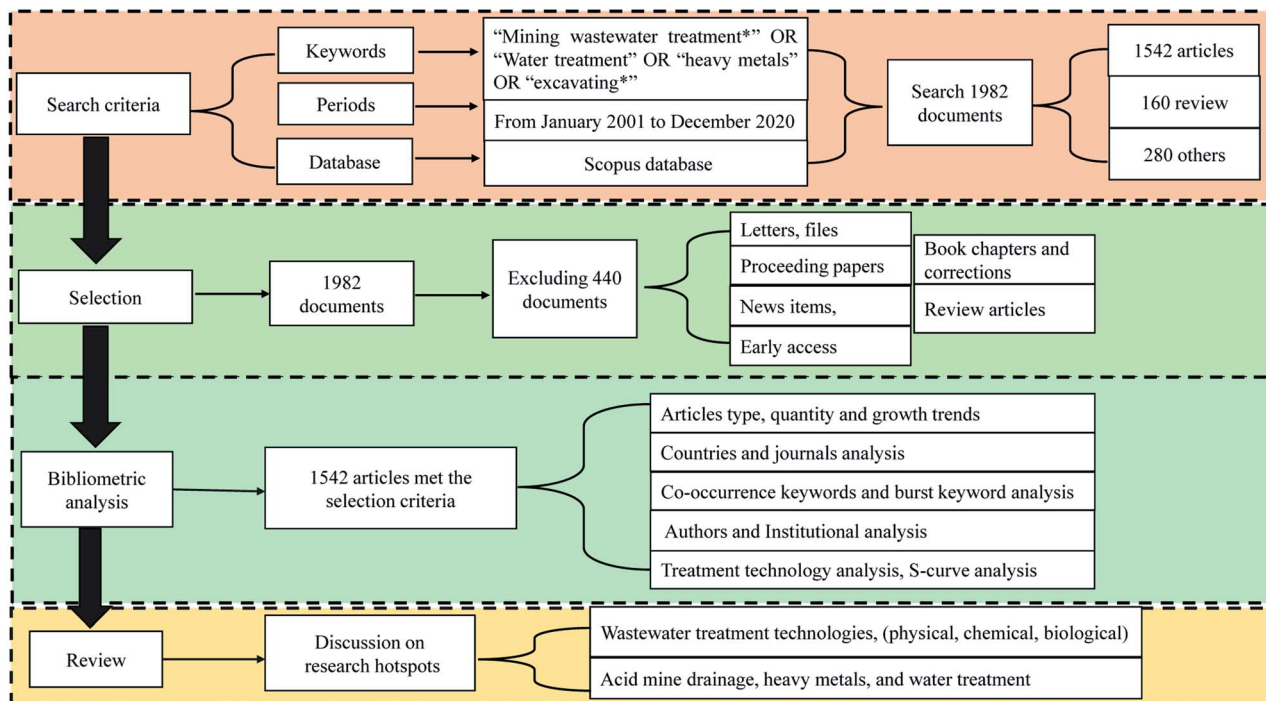 Search criteria
Keywords
Periods
Database
“Mining wastewater treatment*” OR
“Water treatment” OR “heavy metals”
OR “excavating*”
From January 2001 to December 2020
Scopus database
Search 1982
documents
1542 articles
160 review
280 others
Selection
1982
documents
Excluding 440
documents
Letters, files
Proceeding papers
News items,
Early access
Book chapters and
corrections
Review articles
Bibliometric
analysis
1542 articles met the
selection criteria
Articles type, quantity and growth trends
Countries and journals analysis
Co-occurrence keywords and burst keyword analysis
Authors and Institutional analysis
Treatment technology analysis, S-curve analysis
Review
Discussion on
research hotspots
Wastewater treatment technologies, (physical, chemical, biological)
Acid mine drainage, heavy metals, and water treatment